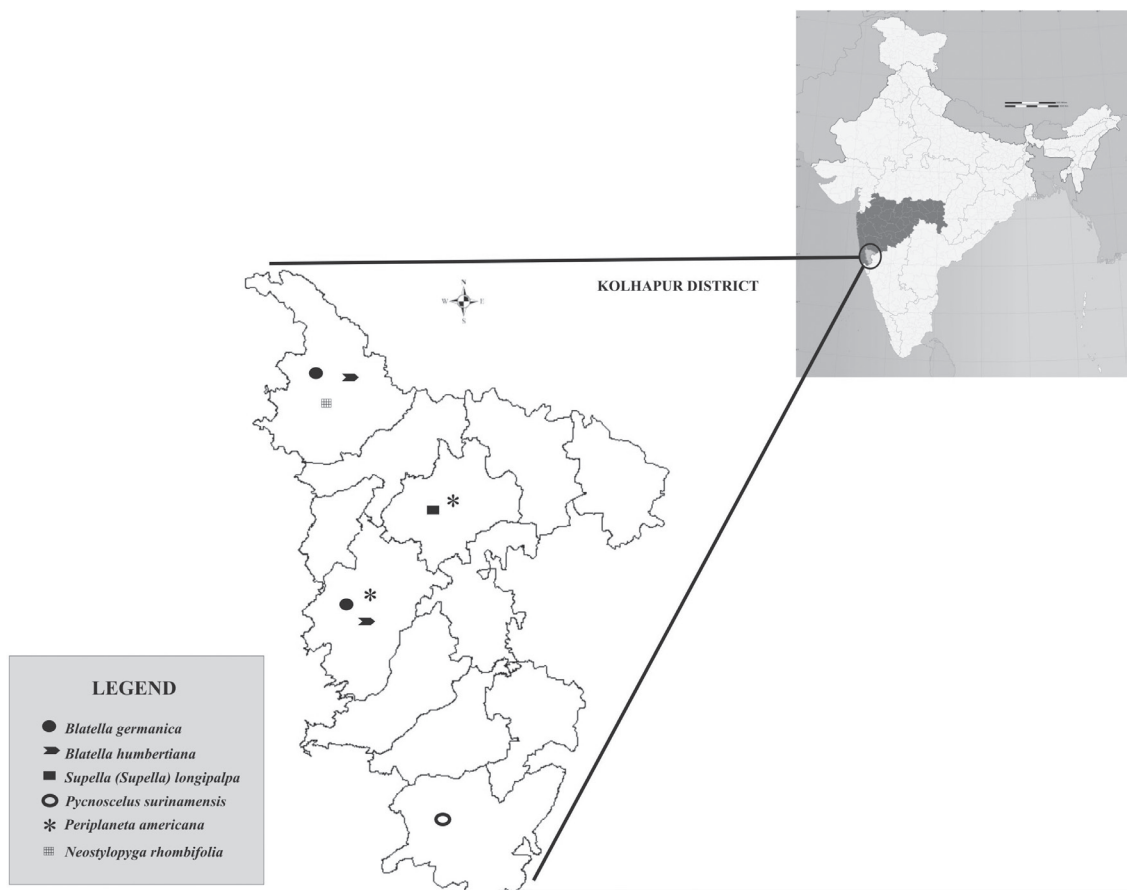 KOLHAPUR DISTRICT
N
W E
S
LEGEND
Blatella germanica
Blatella humbertiana
Supella (Supella) longipalpa
Pycnoscelus surinamensis
Periplaneta americana
Neostylopyga rhombifolia